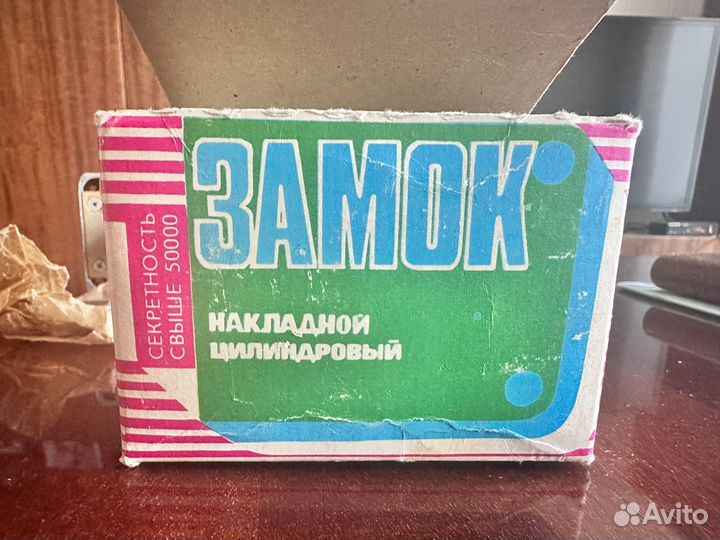 СЕКРЕТНОСТЬ
СВЫШЕ 50000
ЗАМОК
НАКЛАДНОЙ
ЦИЛИНДРОВЫЙ
Avito